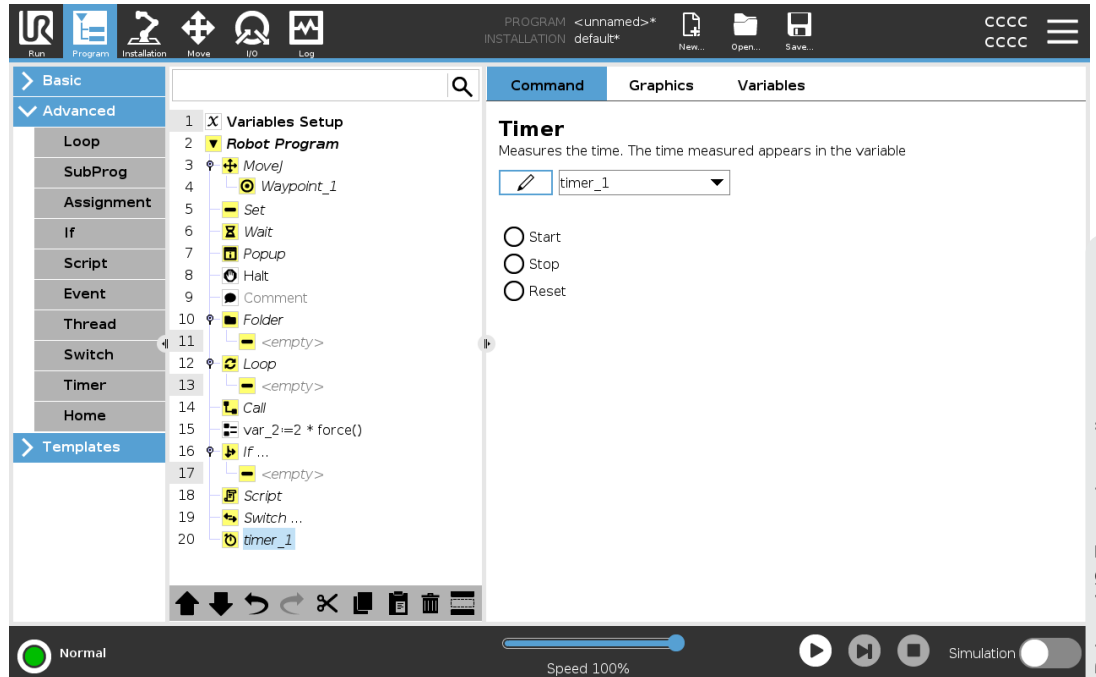 PROGRAM <unnamed>*
INSTALLATION default*
UR
Run Program Installation Move I/O Log New... Open... Save...
CCCC
CCCC
Basic
Advanced
Loop
SubProg
Assignment
If
Script
Event
Thread
Switch
Timer
Home
Templates
1 X Variables Setup
2 Robot Program
3 MoveJ
4 Waypoint_1
5 Set
6 Wait
7 Popup
8 Halt
9 Comment
10 Folder
11 <empty>
12 Loop
13 <empty>
14 Call
15 var_2:=2 * force()
16 If ...
17 <empty>
18 Script
19 Switch ...
20 timer_1
Command Graphics Variables
Timer
Measures the time. The time measured appears in the variable
timer_1
Start
Stop
Reset
Normal
Speed 100%
Simulation